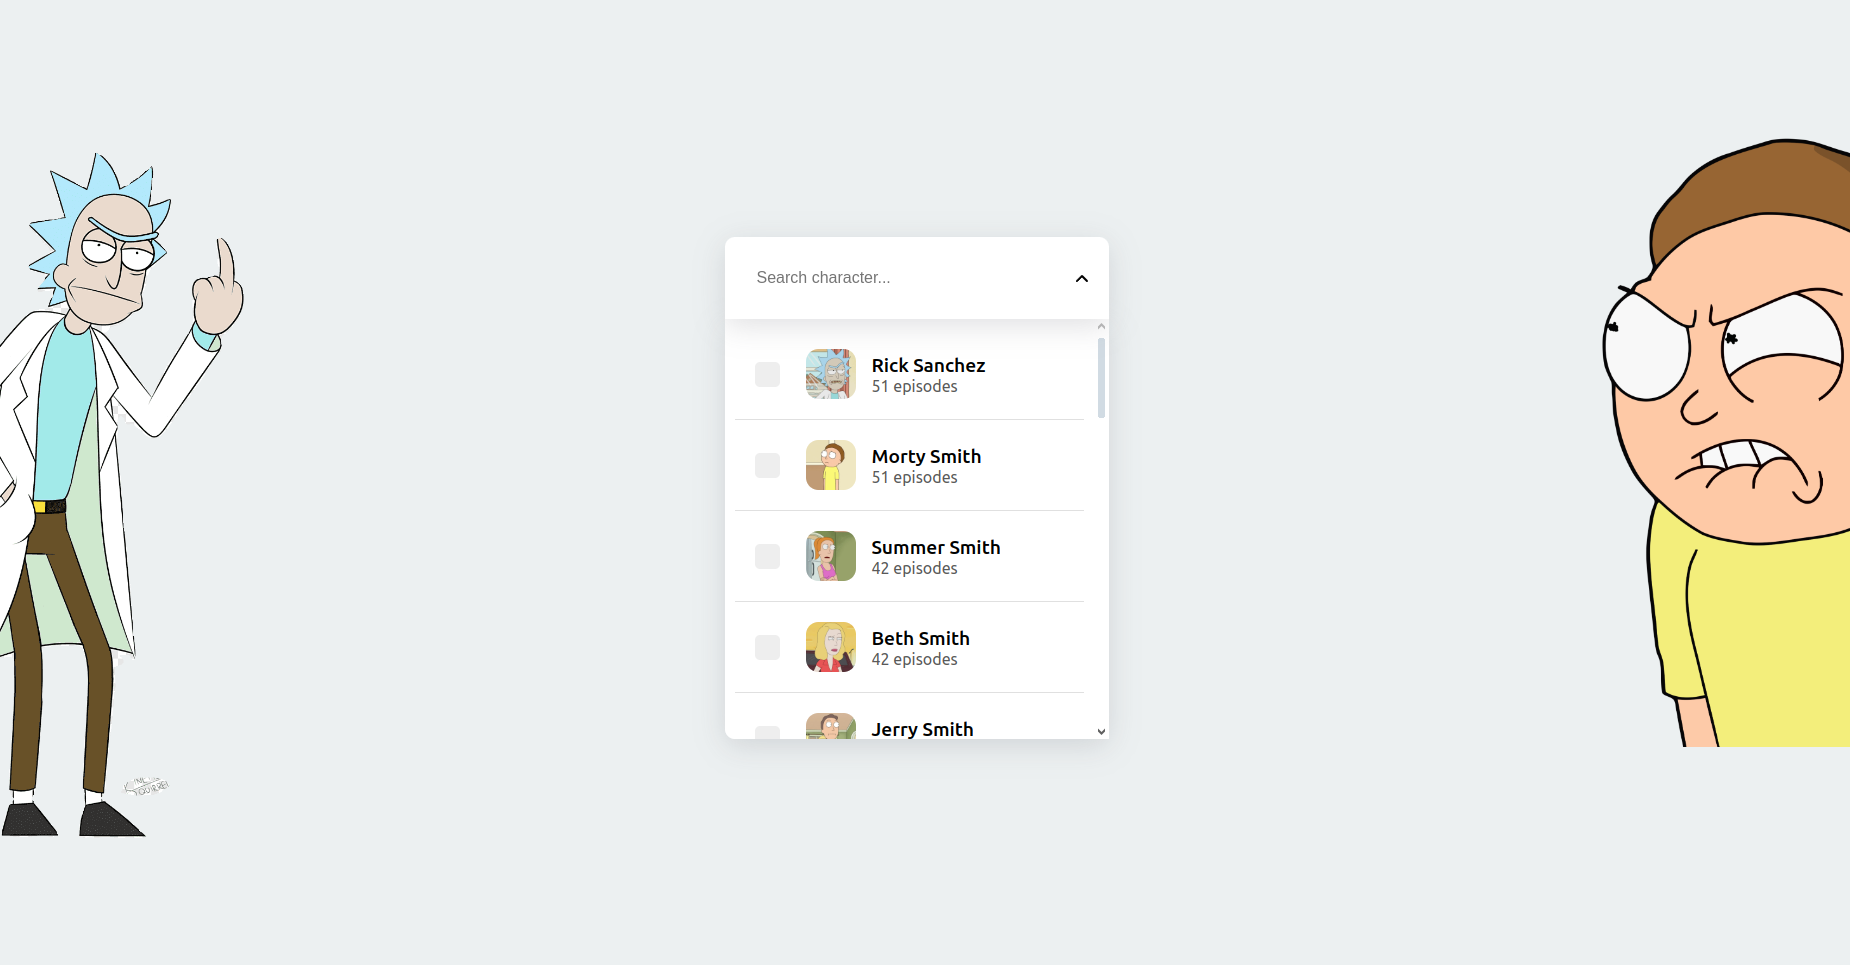 Search character...
Rick Sanchez
51 episodes
Morty Smith
51 episodes
Summer Smith
42 episodes
Beth Smith
42 episodes
Jerry Smith